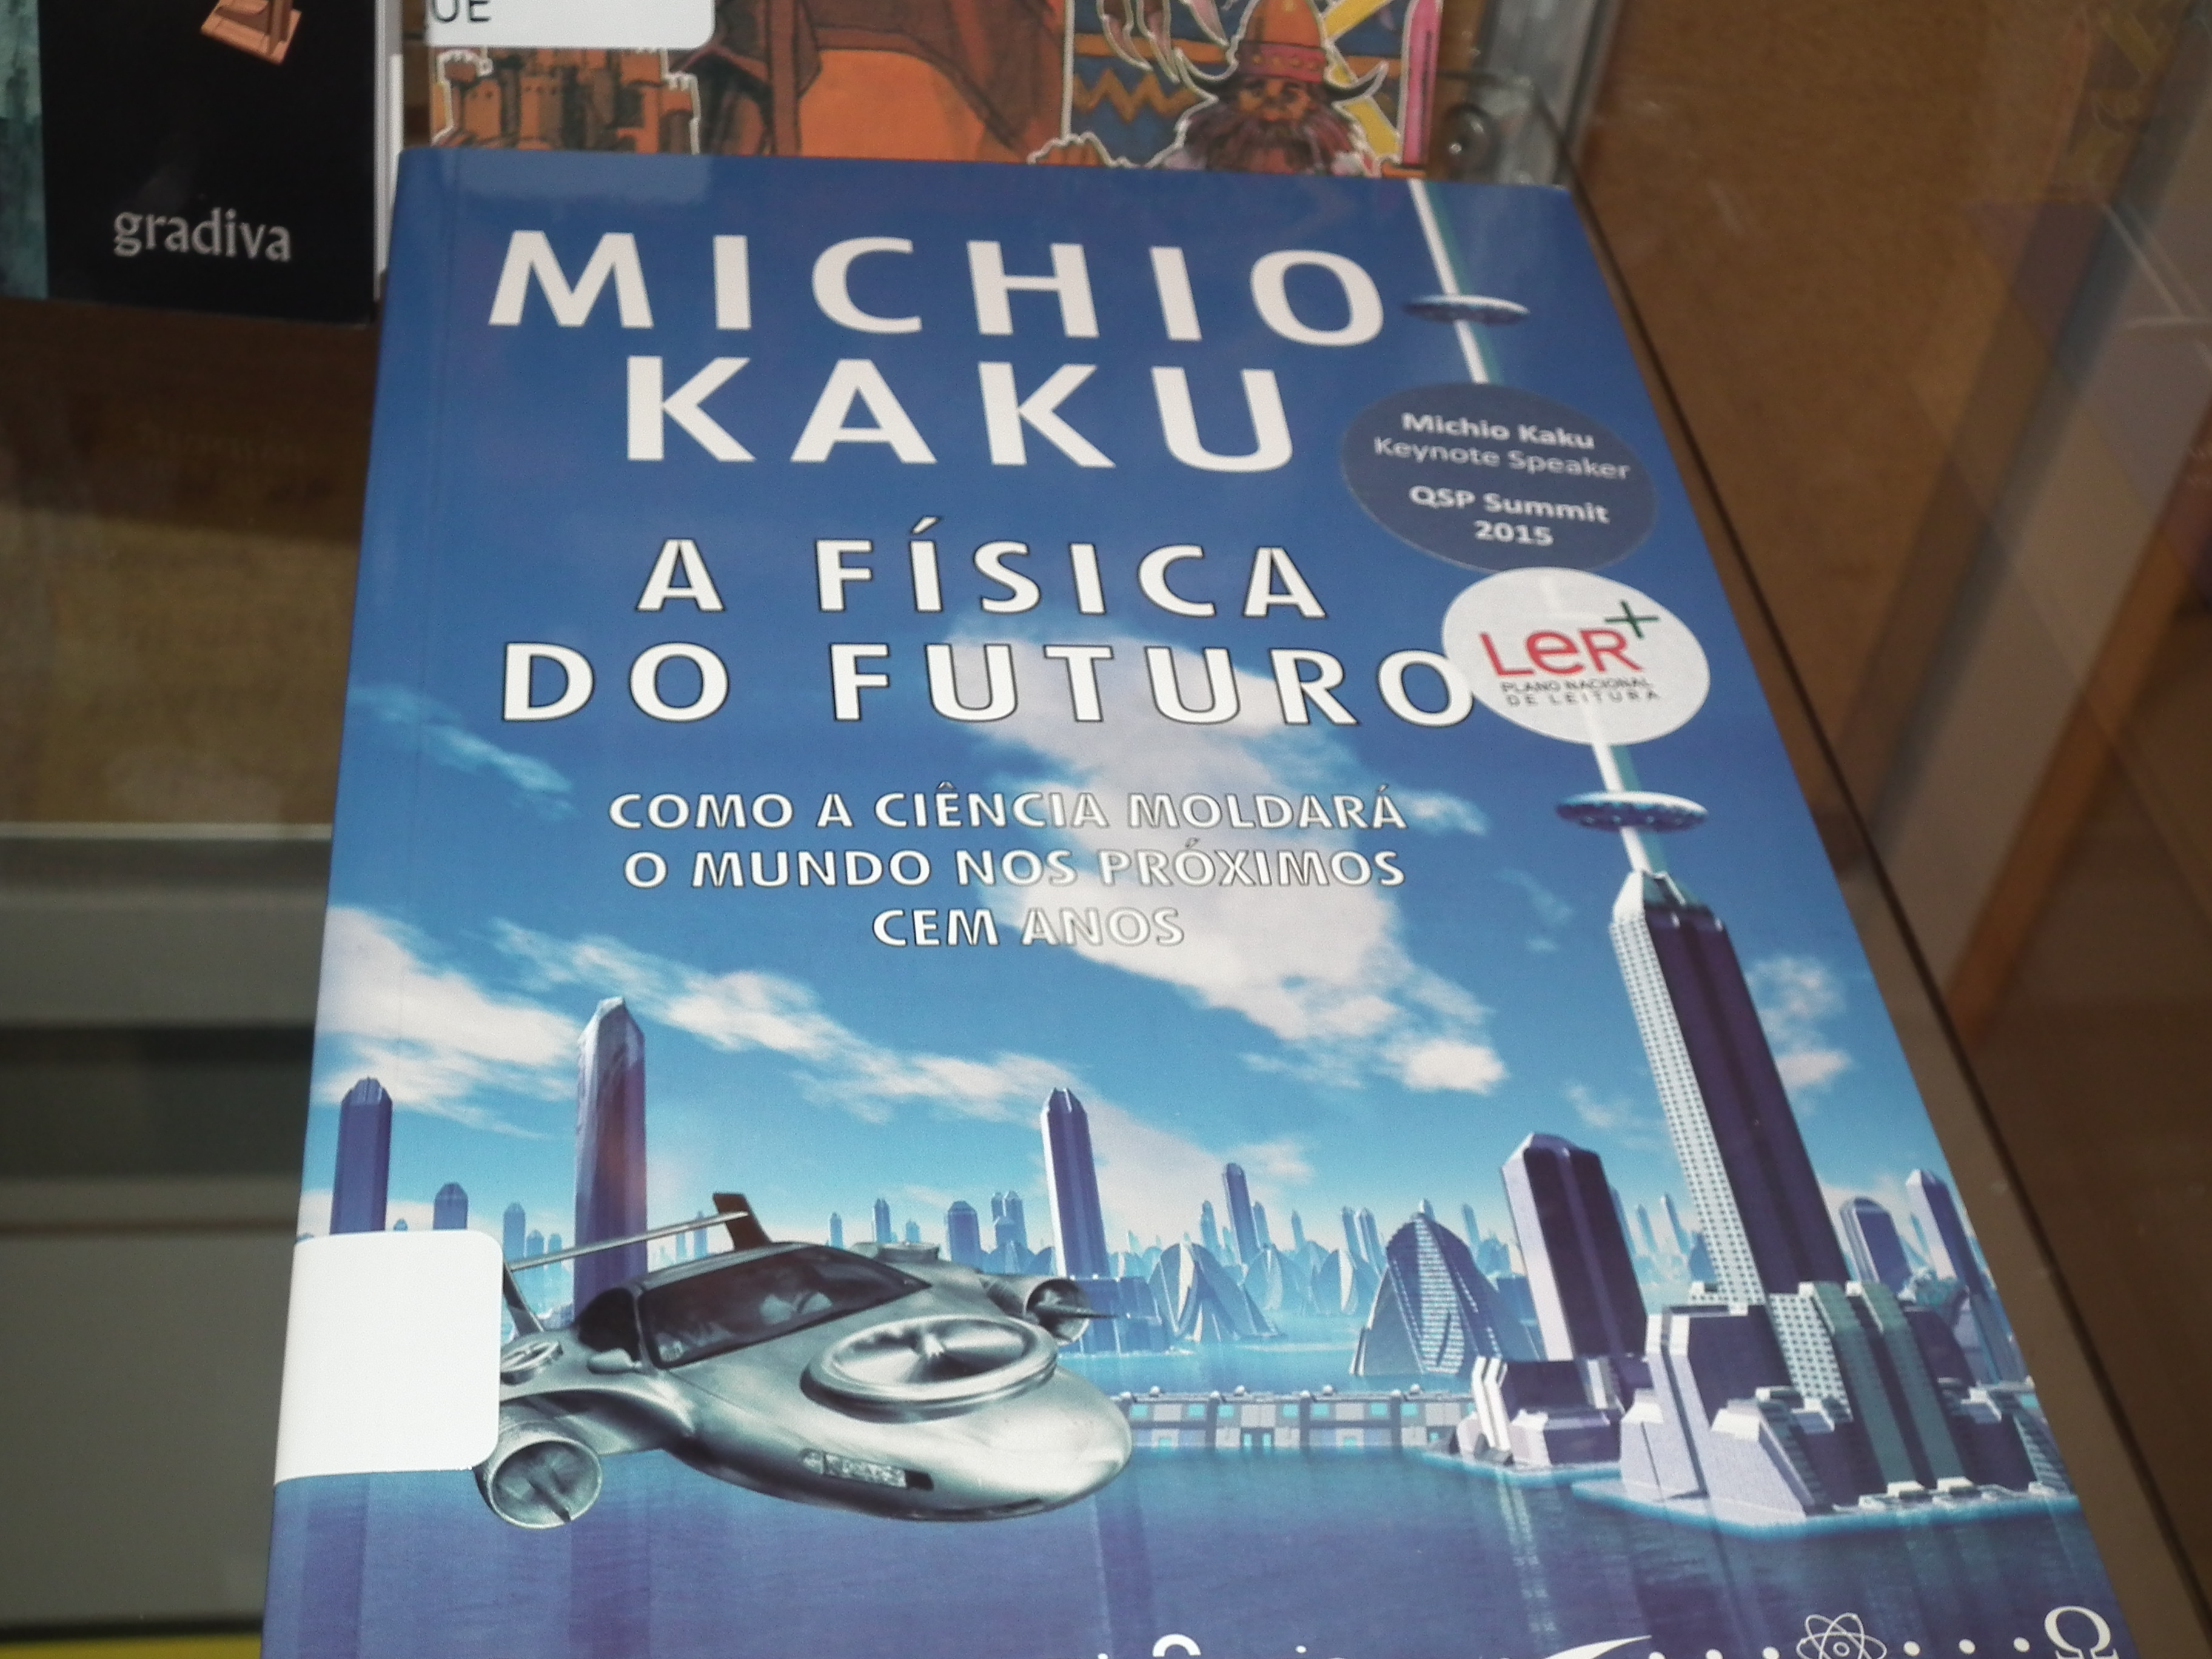 UE
gradiva
MICHIO
KAKU
Michio Kaku
Keynote Speaker
QSP Summit
2015
A FÍSICA
DO FUTURO
LeR+
PLANO NACIONAL
DE LEITURA
COMO A CIÊNCIA MOLDARÁ
O MUNDO NOS PRÓXIMOS
CEM ANOS
Ω